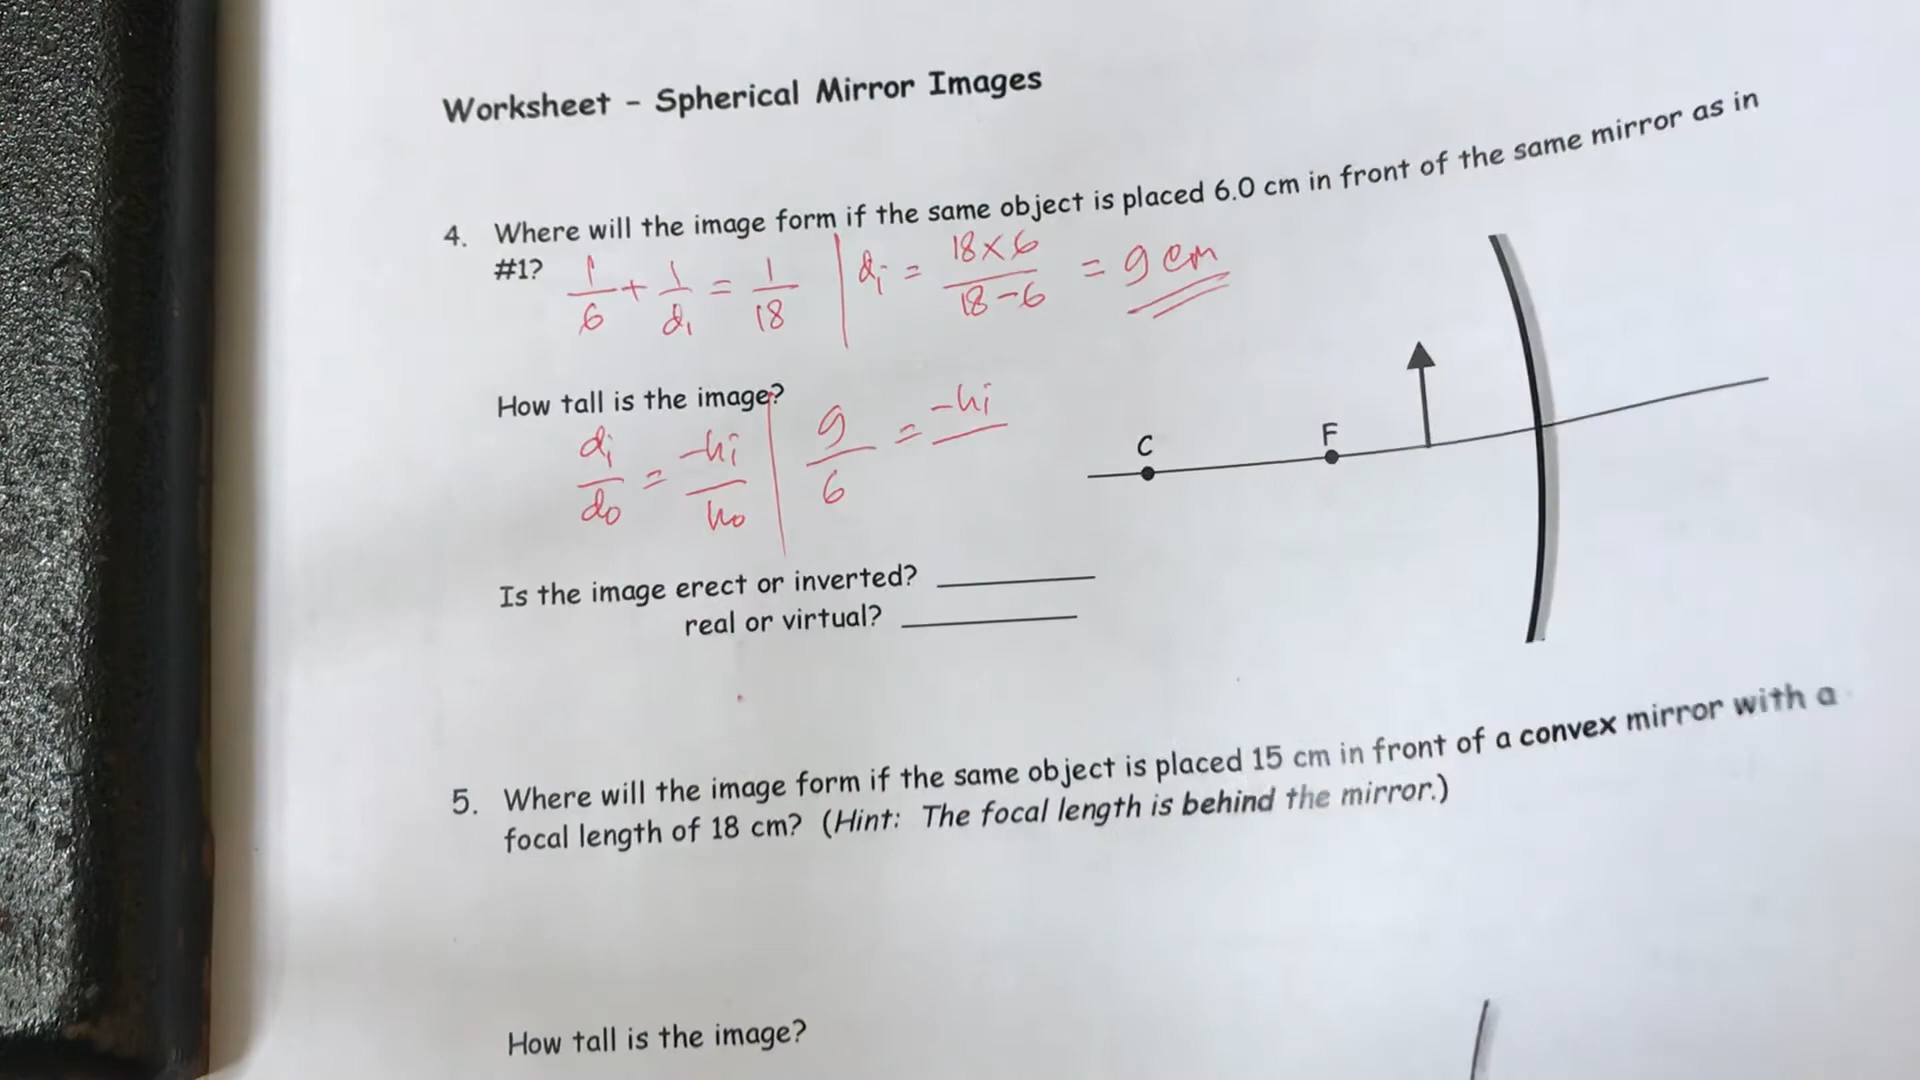 Worksheet - Spherical Mirror Images
4. Where will the image form if the same object is placed 6.0 cm in front of the same mirror as in
#1?
1/6 + 1/di = 1/18 | di = 18×6/18-6 = 9 cm
How tall is the image?
di/do = -hi/ho | 9/6 = -hi
C
F
Is the image erect or inverted?
real or virtual?
5. Where will the image form if the same object is placed 15 cm in front of a convex mirror with a
focal length of 18 cm? (Hint: The focal length is behind the mirror.)
How tall is the image?